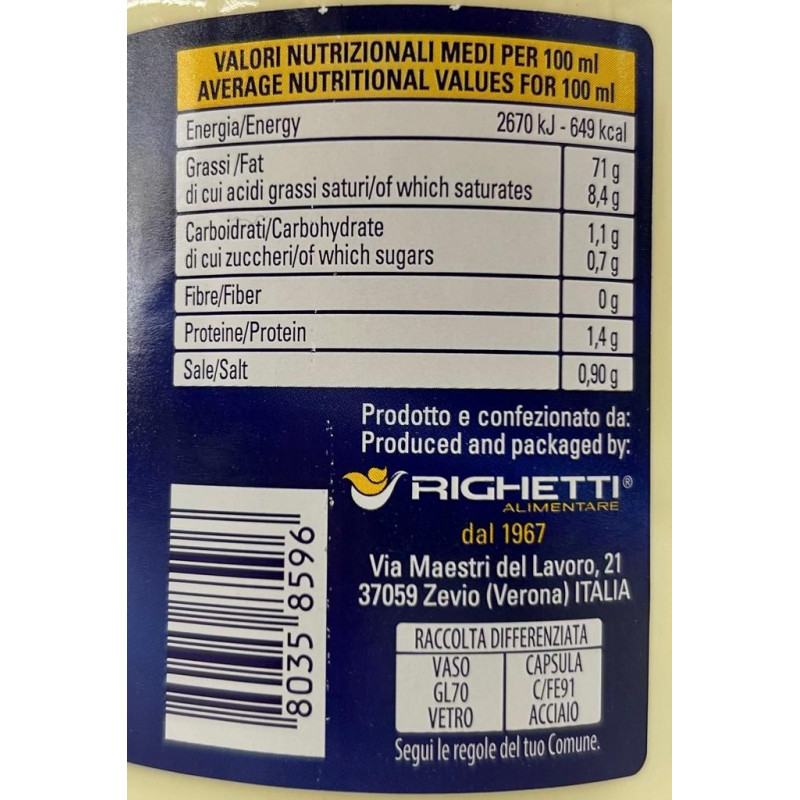 VALORI NUTRIZIONALI MEDI PER 100 ml
AVERAGE NUTRITIONAL VALUES FOR 100 ml
Energia/Energy 2670 kJ - 649 kcal
Grassi/Fat 71 g
di cui acidi grassi saturi/of which saturates 8,4 g
Carboidrati/Carbohydrate 1,1 g
di cui zuccheri/of which sugars 0,7 g
Fibre/Fiber 0 g
Proteine/Protein 1,4 g
Sale/Salt 0,90 g
Prodotto e confezionato da:
Produced and packaged by:
RIGHETTI®
ALIMENTARE
dal 1967
Via Maestri del Lavoro, 21
37059 Zevio (Verona) ITALIA
8035 8596
RACCOLTA DIFFERENZIATA
VASO CAPSULA
GL70 C/FE91
VETRO ACCIAIO
Segui le regole del tuo Comune.